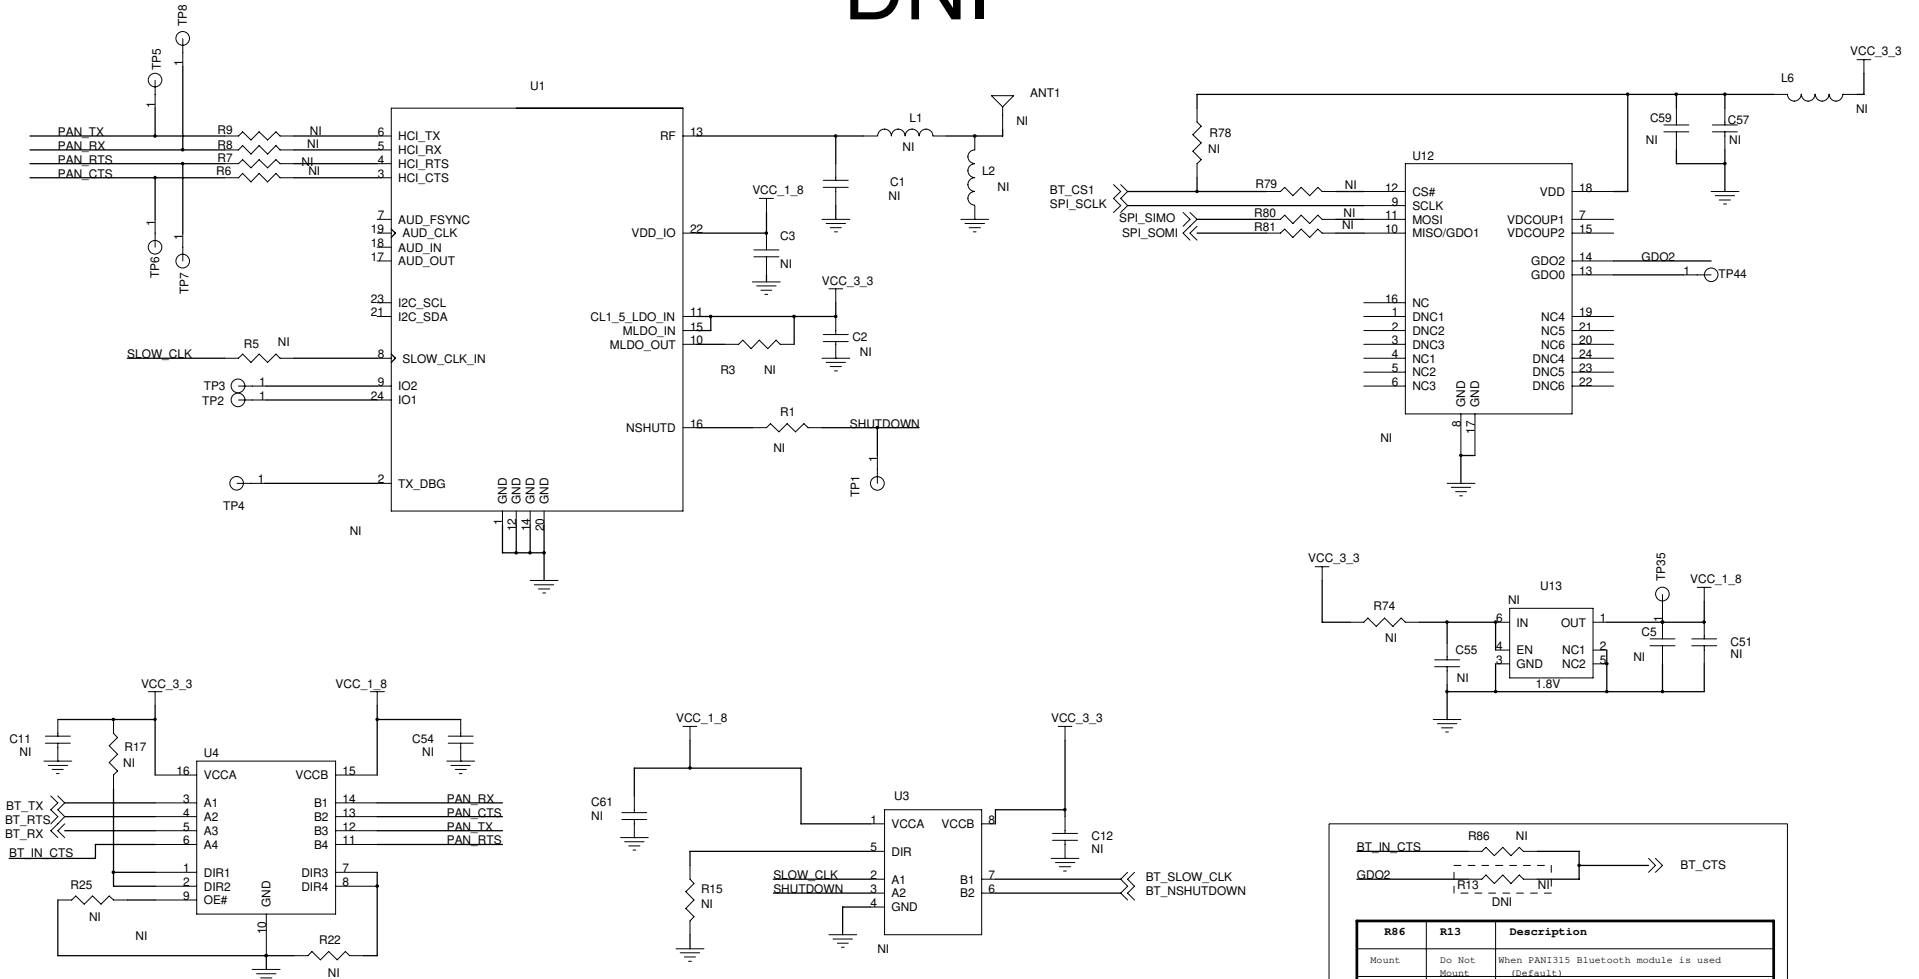 DNI
TP8
TP5
1
1
PAN_TX
PAN_RX
PAN_RTS
PAN_CTS
R9 NI
R8 NI
R7 NI
R6 NI
1
1
TP6
TP7
U1
6 HCI_TX
5 HCI_RX
4 HCI_RTS
3 HCI_CTS
7 AUD_FSYNC
19 AUD_CLK
18 AUD_IN
17 AUD_OUT
23 I2C_SCL
21 I2C_SDA
SLOW_CLK R5 NI 8 SLOW_CLK_IN
TP3 1 9 IO2
TP2 1 24 IO1
TP4 1 2 TX_DBG
NI
RF 13
VDD_IO 22
CL1_5_LDO_IN 11
MLDO_IN 15
MLDO_OUT 10
NSHUTD 16
GND GND GND GND
1 12 14 20
L1
NI
C1
NI
L2
NI
ANT1
NI
VCC_1_8
C3
NI
VCC_3_3
C2
NI
R3 NI
R1
NI
SHUTDOWN
1
TP1
VCC_3_3
L6
NI
C59
NI
C57
NI
R78
NI
U12
BT_CS1
SPI_SCLK
SPI_SIMO
SPI_SOMI
R79 NI
R80 NI
R81 NI
12 CS#
9 SCLK
11 MOSI
10 MISO/GDO1
16 NC
1 DNC1
2 DNC2
3 DNC3
4 NC1
5 NC2
6 NC3
VDD 18
VDCOUP1 7
VDCOUP2 15
GDO2 14 GDO2
GDO0 13 1 TP44
NC4 19
NC5 21
NC6 20
DNC4 24
DNC5 23
DNC6 22
GND GND
8 17
NI
VCC_3_3
R74
NI
C55
NI
U13
NI
6 IN
4 EN
3 GND
OUT 1
NC1 2
NC2 5
1.8V
TP35
1
VCC_1_8
C5
NI
C51
NI
VCC_3_3
VCC_1_8
C11
NI
R17
NI
C54
NI
U4
16 VCCA
VCCB 15
BT_TX 3 A1
BT_RTS 4 A2
BT_RX 5 A3
BT_IN_CTS 6 A4
B1 14 PAN_RX
B2 13 PAN_CTS
B3 12 PAN_TX
B4 11 PAN_RTS
1 DIR1
2 DIR2
9 OE#
DIR3 7
DIR4 8
GND
10
R25
NI
NI
R22
NI
VCC_1_8
VCC_3_3
C61
NI
U3
1 VCCA
VCCB 8
5 DIR
SLOW_CLK 2 A1
SHUTDOWN 3 A2
4 GND
B1 7
B2 6
C12
NI
R15
NI
NI
BT_SLOW_CLK
BT_NSHUTDOWN
BT_IN_CTS R86 NI
GDO2 R13 NI
DNI
BT_CTS
R86 R13 Description
Mount Do Not Mount When PAN1315 Bluetooth module is used (Default)